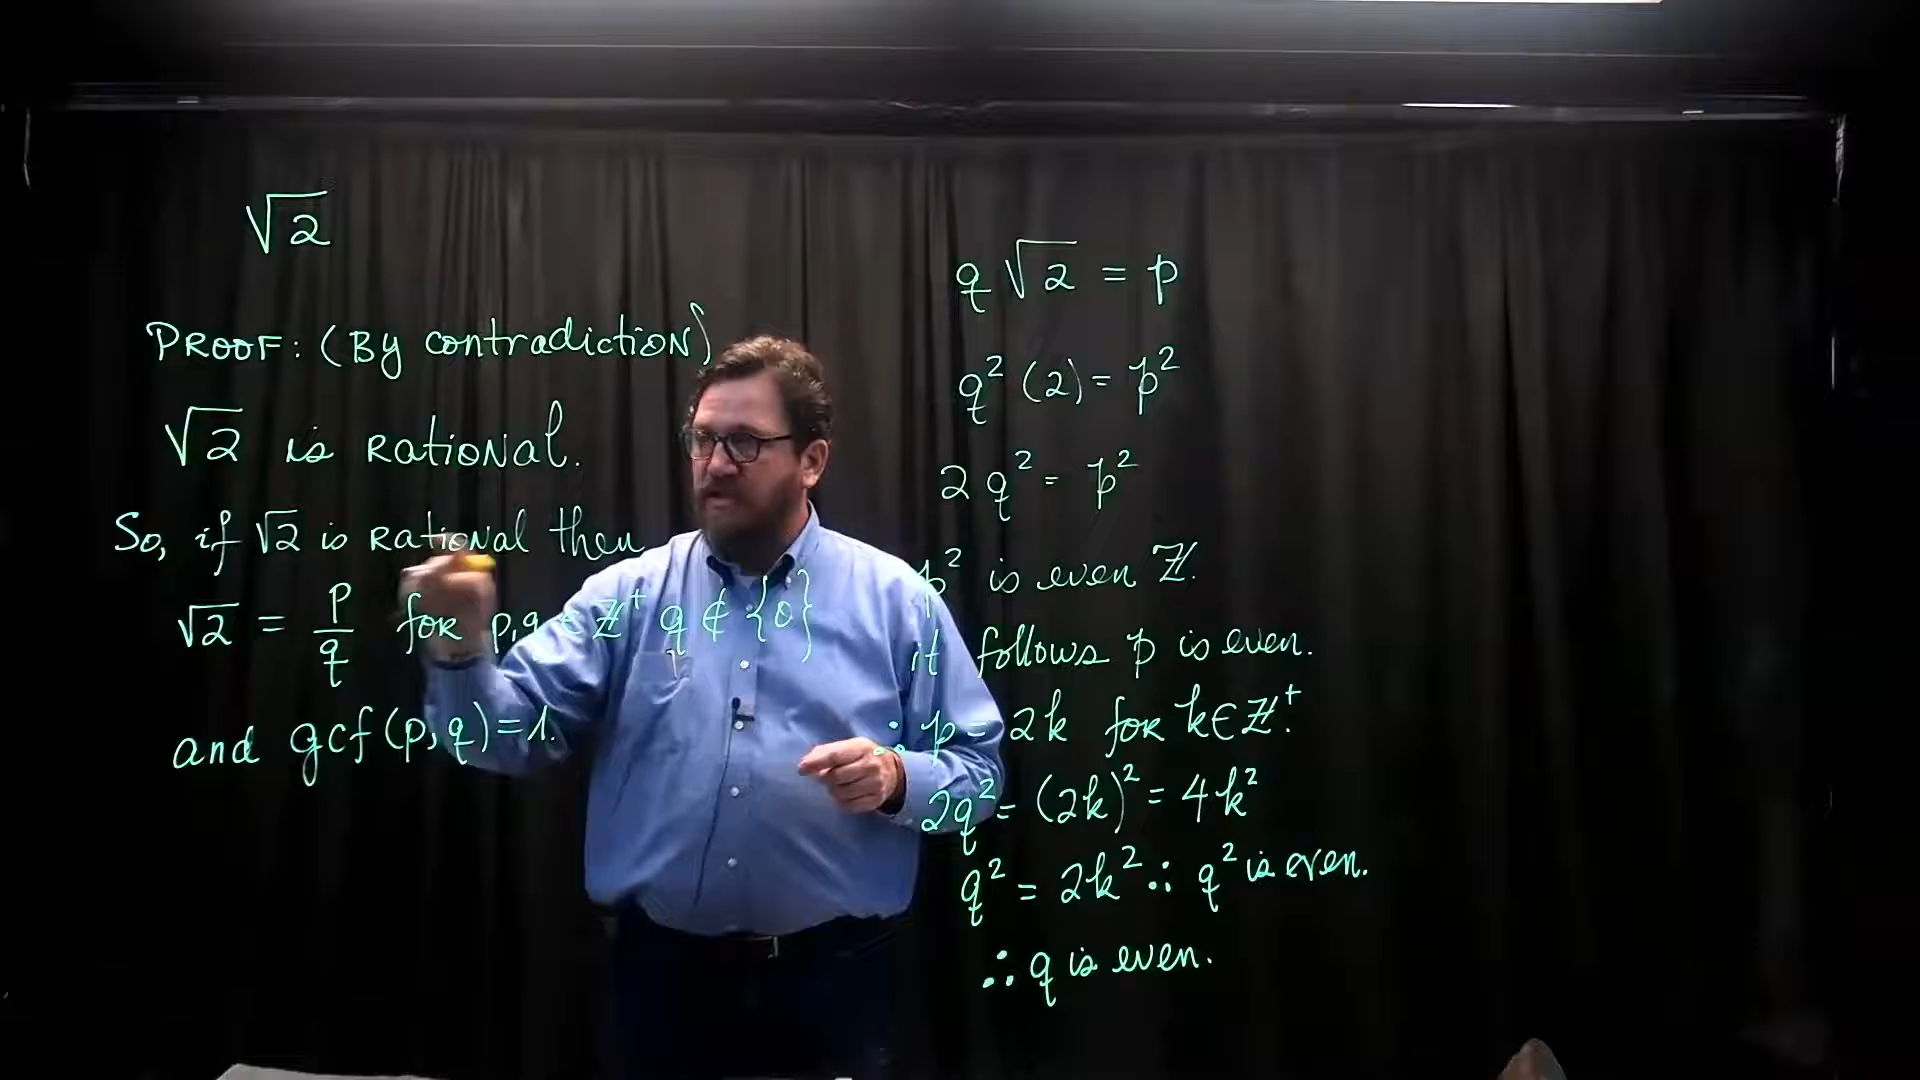 √2
PROOF: (By contradiction)
√2 is rational.
So, if √2 is rational then
√2 = p/q for p,q ∈ ℤ⁺ q ∉ {0}
and gcf(p,q)=1.
q√2 = p
q²(2) = p²
2q² = p²
p² is even ℤ.
it follows p is even.
∴ p = 2k for k∈ℤ⁺.
2q² = (2k)² = 4k²
q² = 2k² ∴ q² is even.
∴ q is even.